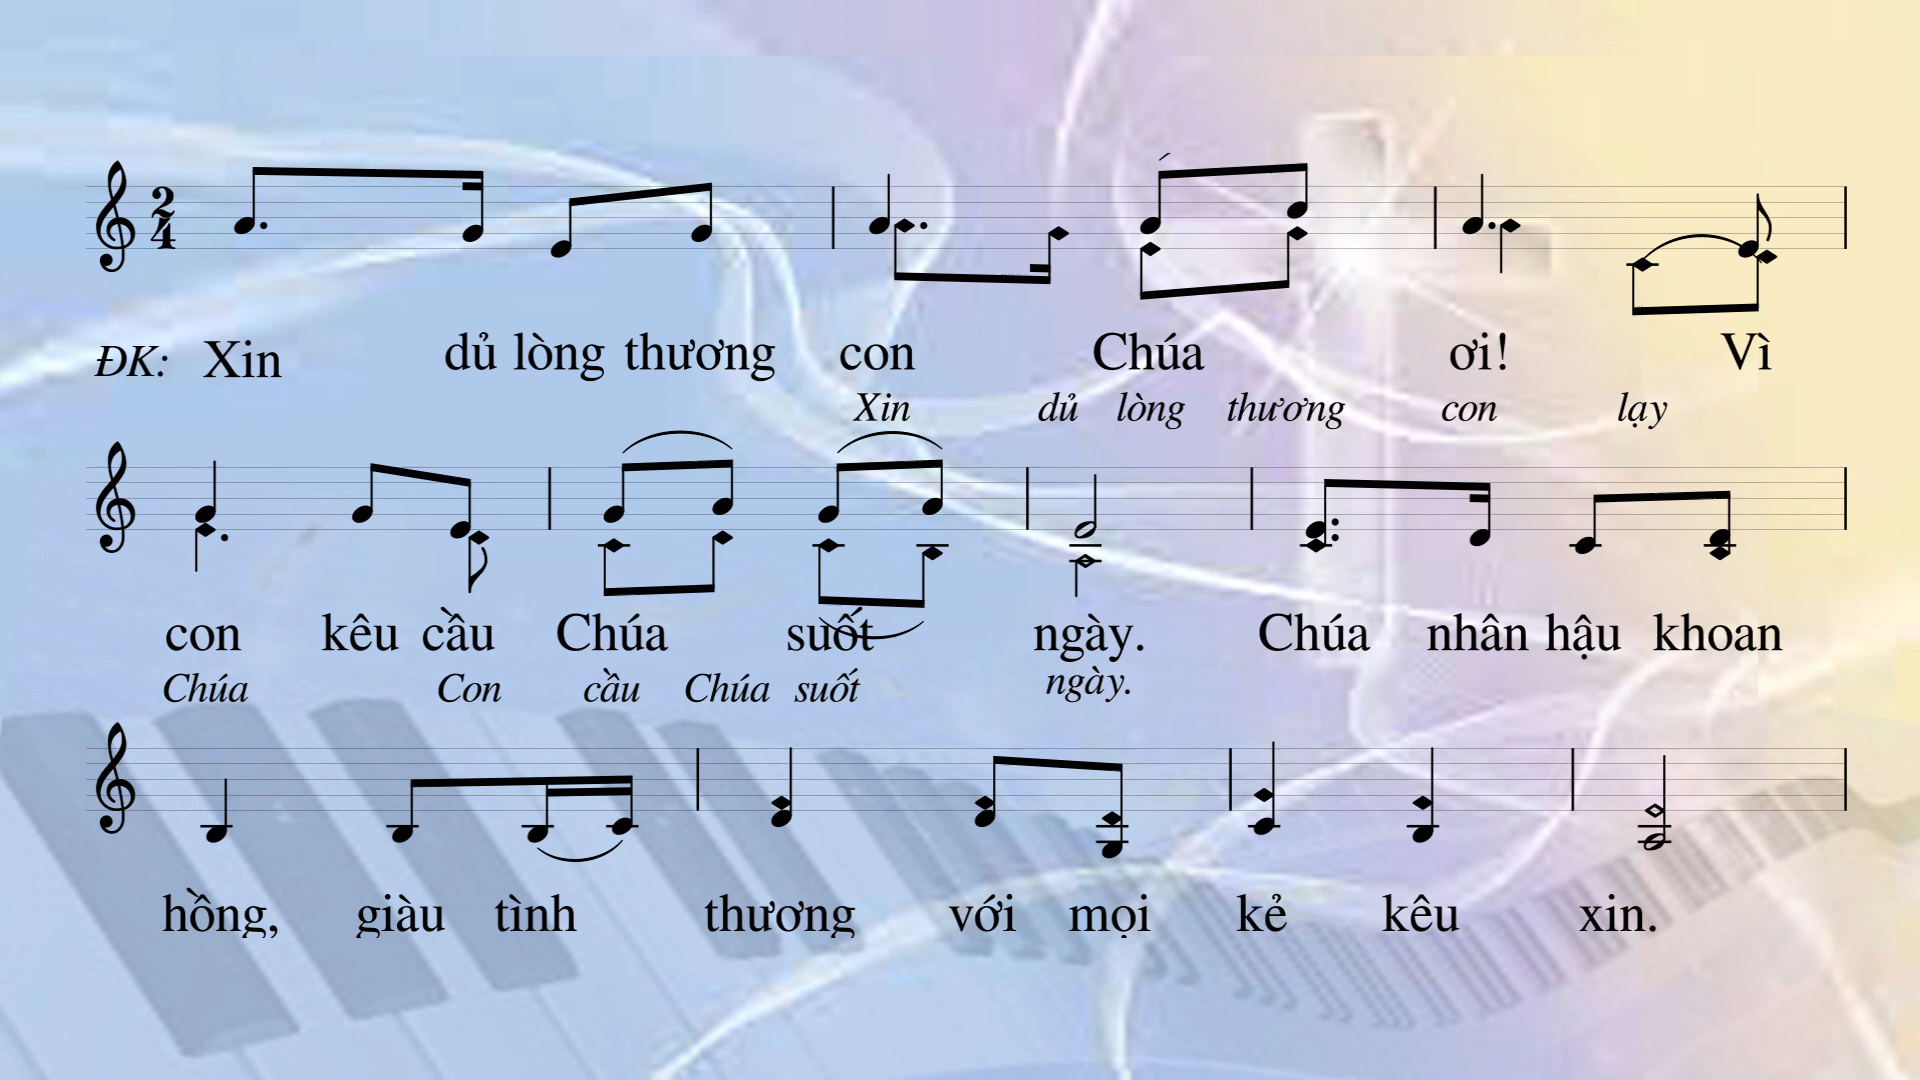 2
4
ĐK: Xin dủ lòng thương con Chúa ơi! Vì
Xin dủ lòng thương con lạy
con kêu cầu Chúa suốt ngày. Chúa nhân hậu khoan
Chúa Con cầu Chúa suốt ngày.
hồng, giàu tình thương với mọi kẻ kêu xin.